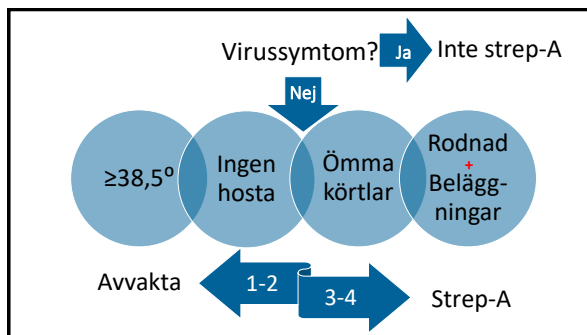 Virussymtom? Ja Inte strep-A
Nej
≥38,5⁰
Ingen
hosta
Ömma
körtlar
Rodnad
+
Belägg-
ningar
Avvakta 1-2
3-4 Strep-A